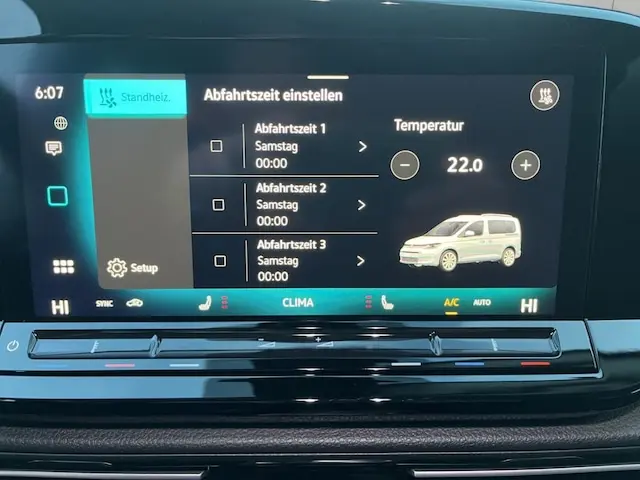 6:07
Standheiz.
Abfahrtszeit einstellen
Abfahrtszeit 1
Samstag
00:00
Abfahrtszeit 2
Samstag
00:00
Abfahrtszeit 3
Samstag
00:00
Temperatur
− 22.0 +
Setup
HI SYNC CLIMA A/C AUTO HI